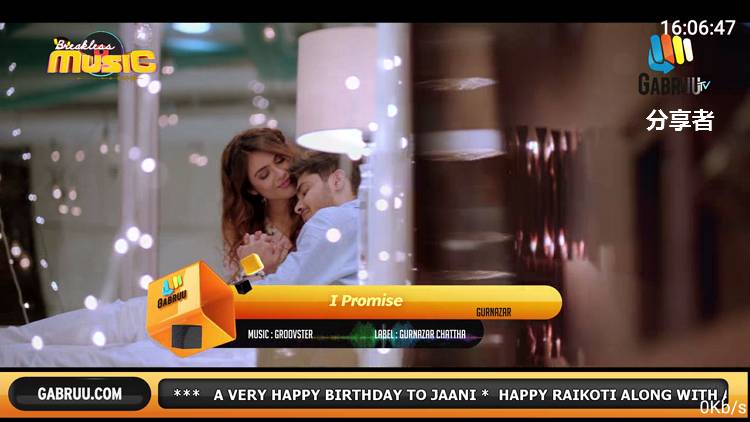 16:06:47
Breakless
MUSIC
GABRUU TV
分享者
GABRUU
I Promise
GURNAZAR
MUSIC : GROOVSTER
LABEL : GURNAZAR CHATTHA
GABRUU.COM
*** A VERY HAPPY BIRTHDAY TO JAANI * HAPPY RAIKOTI ALONG WITH
0Kb/s